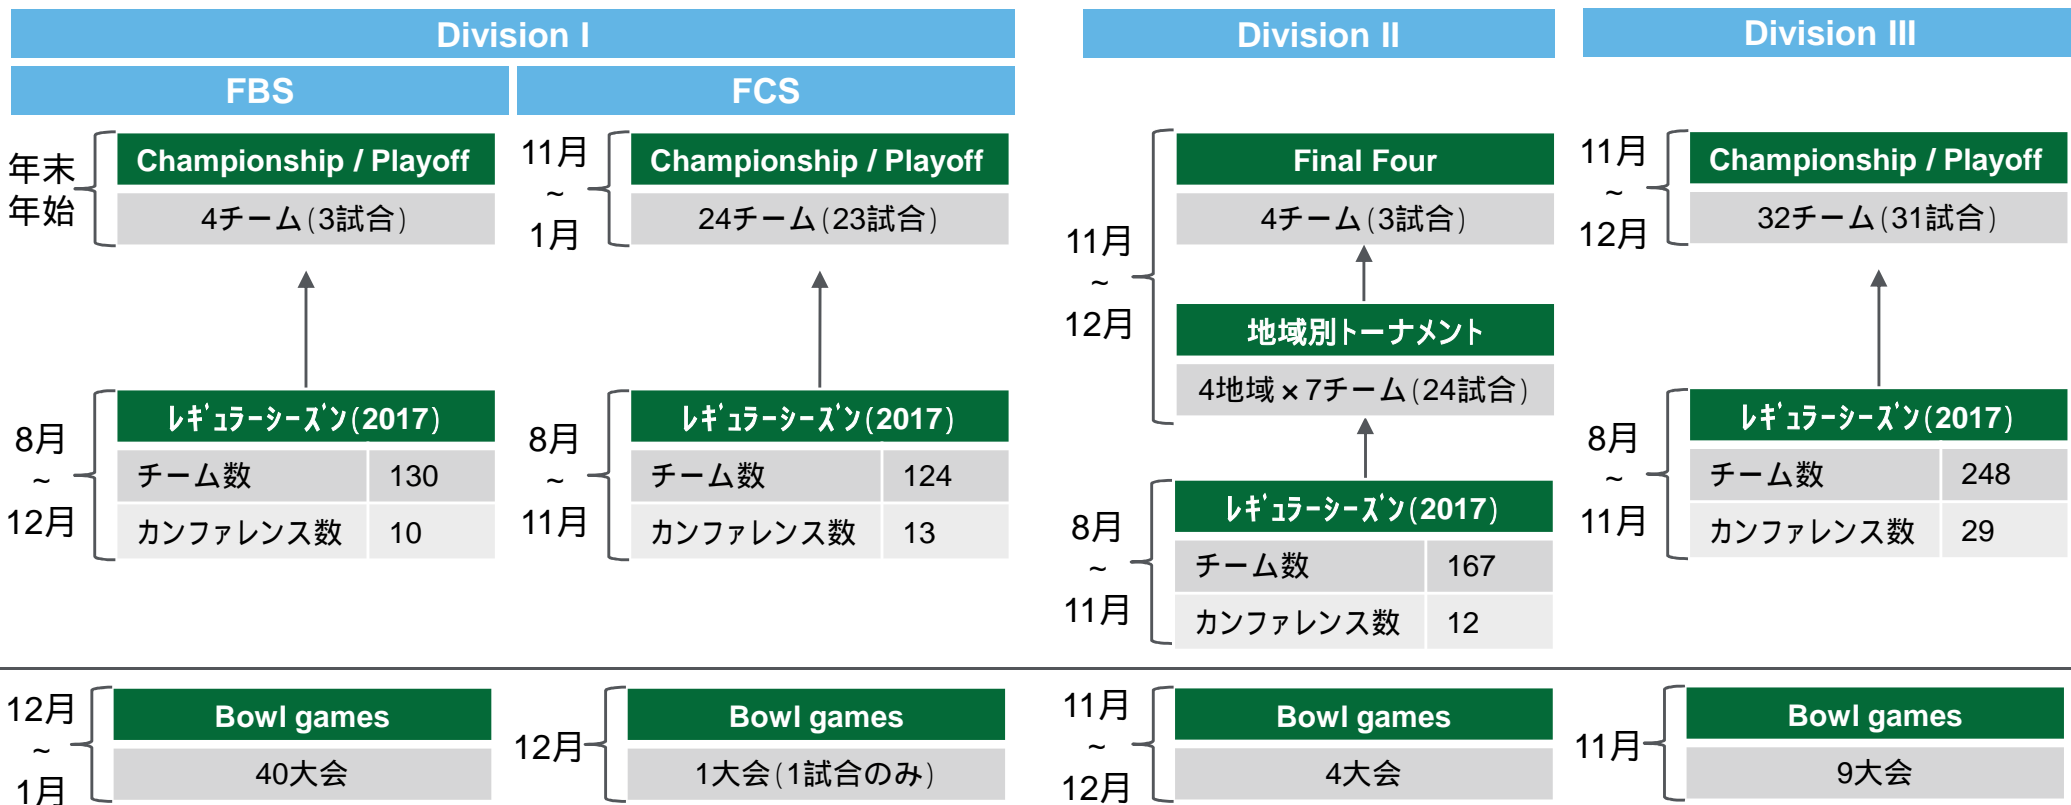 Division I
FBS
年末
年始
Championship / Playoff
4チーム(3試合)
8月
~
12月
ﾚｷﾞｭﾗｰｼｰｽﾞﾝ(2017)
チーム数 130
カンファレンス数 10
FCS
11月
~
1月
Championship / Playoff
24チーム(23試合)
8月
~
11月
ﾚｷﾞｭﾗｰｼｰｽﾞﾝ(2017)
チーム数 124
カンファレンス数 13
Division II
11月
~
12月
Final Four
4チーム(3試合)
地域別トーナメント
4地域×7チーム(24試合)
8月
~
11月
ﾚｷﾞｭﾗｰｼｰｽﾞﾝ(2017)
チーム数 167
カンファレンス数 12
Division III
11月
~
12月
Championship / Playoff
32チーム(31試合)
8月
~
11月
ﾚｷﾞｭﾗｰｼｰｽﾞﾝ(2017)
チーム数 248
カンファレンス数 29
12月
~
1月
Bowl games
40大会
12月
Bowl games
1大会(1試合のみ)
11月
~
12月
Bowl games
4大会
11月
Bowl games
9大会